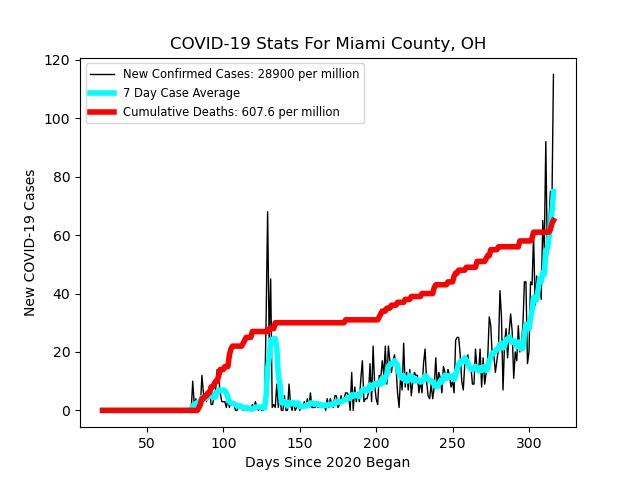 COVID-19 Stats For Miami County, OH
New Confirmed Cases: 28900 per million
7 Day Case Average
Cumulative Deaths: 607.6 per million
New COVID-19 Cases
120
100
80
60
40
20
0
50 100 150 200 250 300
Days Since 2020 Began